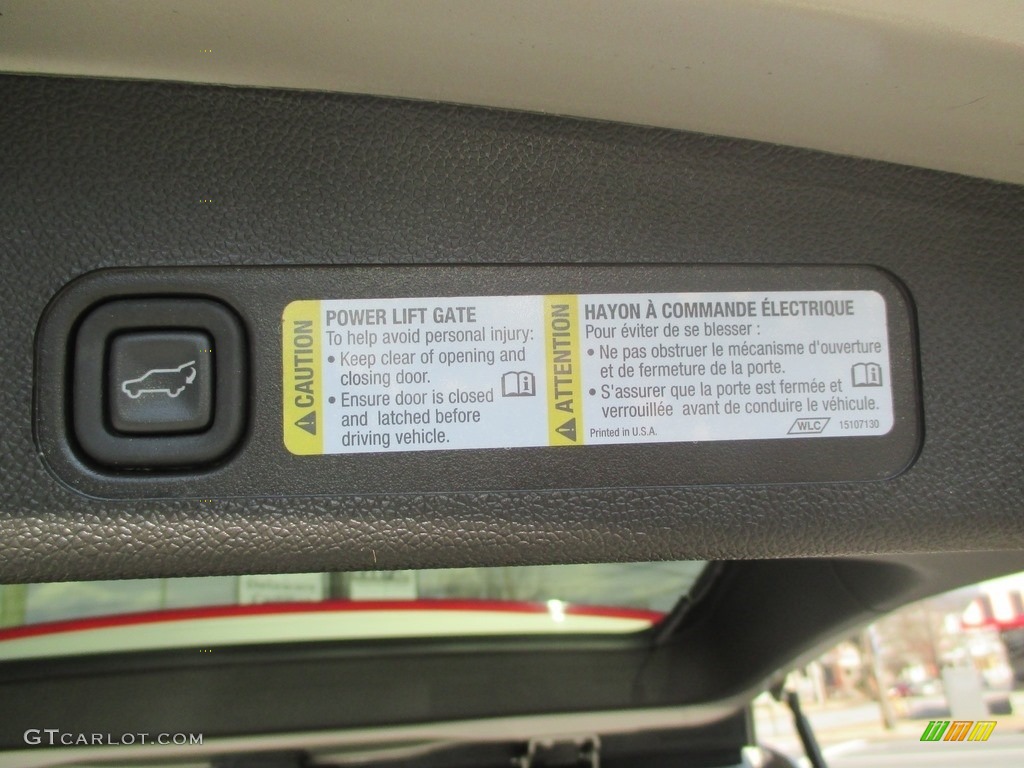 CAUTION
POWER LIFT GATE
To help avoid personal injury:
• Keep clear of opening and
closing door.
• Ensure door is closed
and latched before
driving vehicle.
ATTENTION
HAYON À COMMANDE ÉLECTRIQUE
Pour éviter de se blesser :
• Ne pas obstruer le mécanisme d'ouverture
et de fermeture de la porte.
• S'assurer que la porte est fermée et
verrouillée avant de conduire le véhicule.
Printed in U.S.A.
WLC 15107130
GTCARLOT.COM